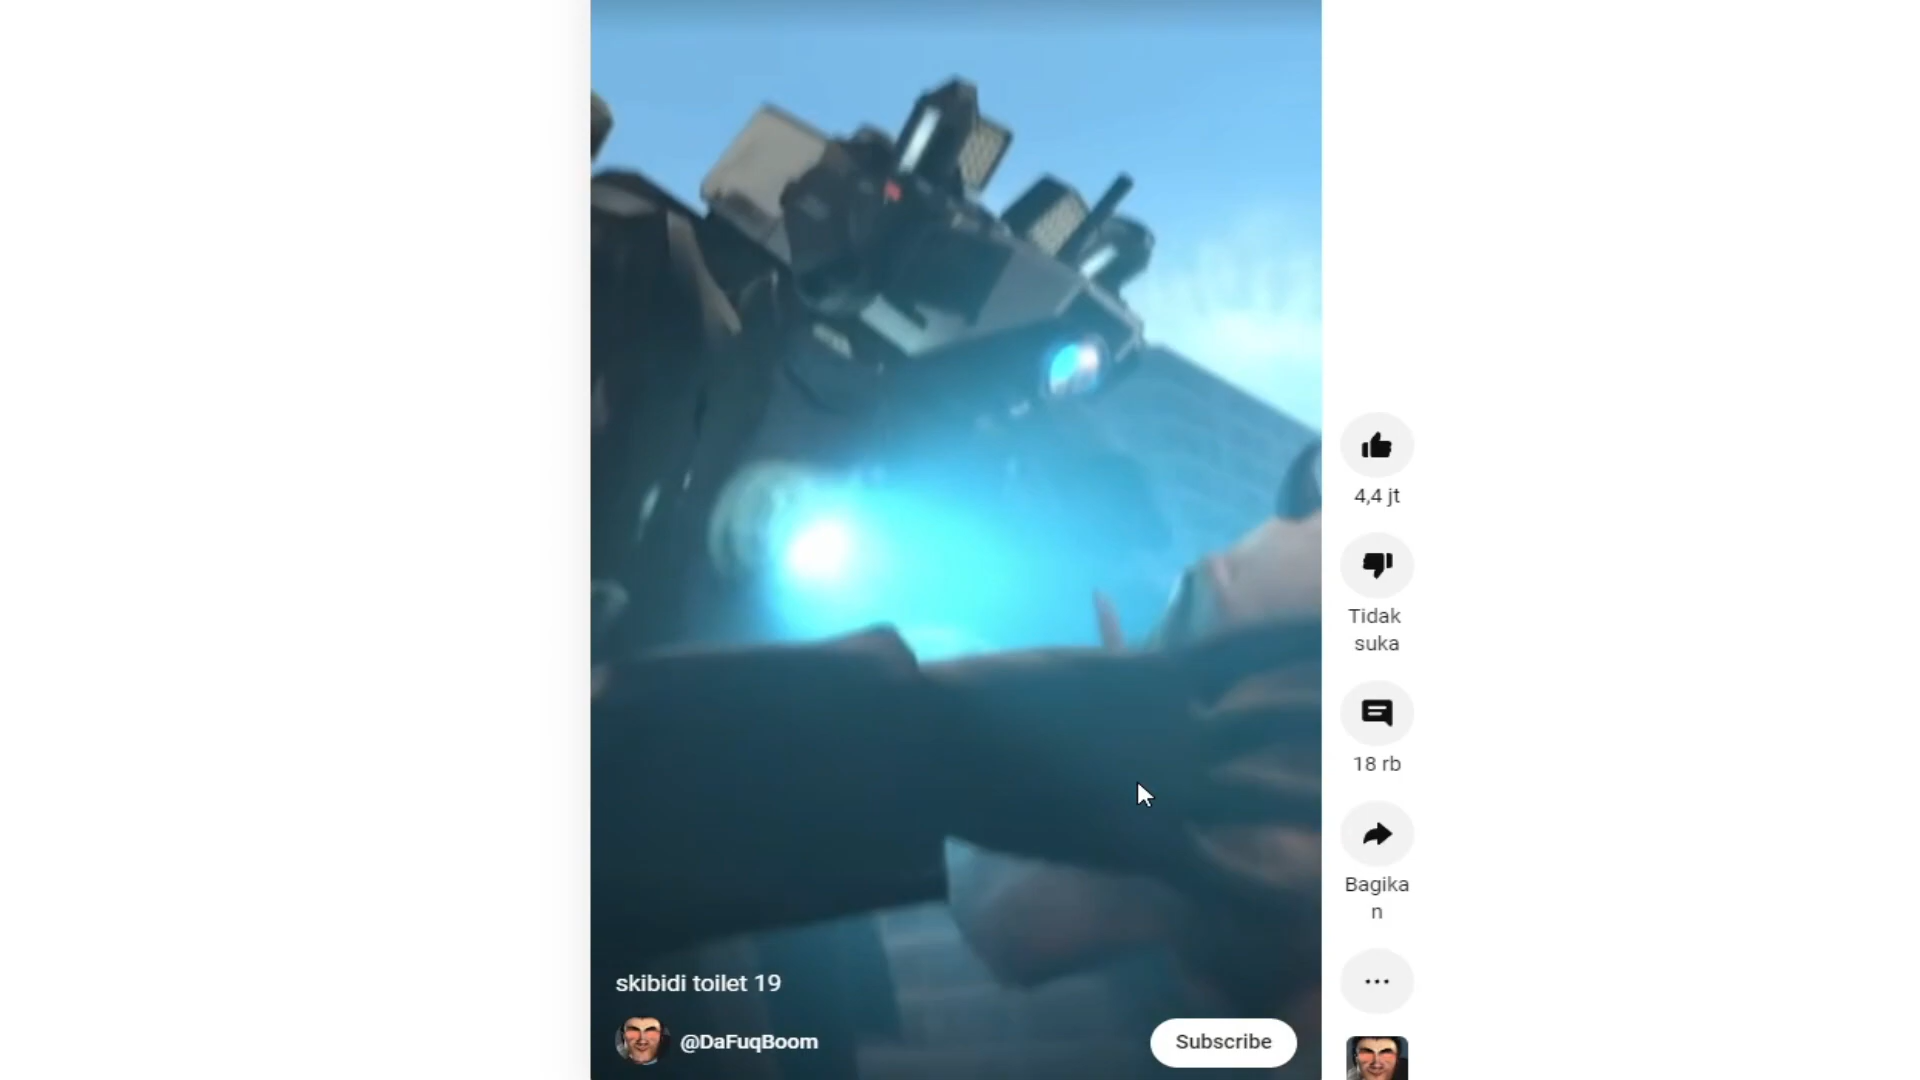 4,4 jt
Tidak
suka
18 rb
Bagika
n
skibidi toilet 19
@DaFuqBoom
Subscribe